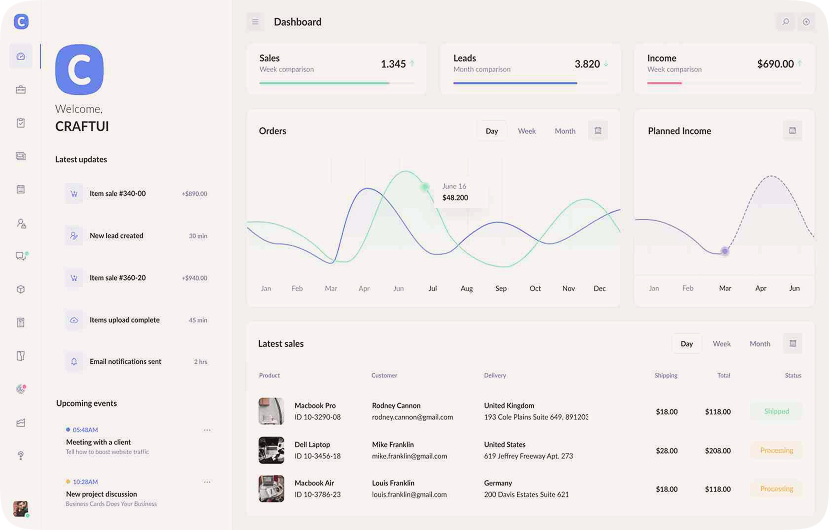 C
Dashboard
C
Welcome,
CRAFTUI
Latest updates
Item sale #340-00
+$890.00
New lead created
30 min
Item sale #360-20
+$940.00
Items upload complete
45 min
Email notifications sent
2 hrs
Upcoming events
05:48AM
Meeting with a client
Tell how to boost website traffic
10:28AM
New project discussion
Business Cards Does Your Business
Sales
Week comparison
1.345
Leads
Month comparison
3.820
Income
Week comparison
$690.00
Orders
Day Week Month
June 16
$48.200
Jan Feb Mar Apr Jun Jul Aug Sep Oct Nov Dec
Planned Income
Jan Feb Mar Apr Jun
Latest sales
Day Week Month
Product Customer Delivery Shipping Total Status
Macbook Pro Rodney Cannon United Kingdom
ID 10-3290-08 rodney.cannon@gmail.com 193 Cole Plains Suite 649, 891203
$18.00 $118.00 Shipped
Dell Laptop Mike Franklin United States
ID 10-3456-18 mike.franklin@gmail.com 619 Jeffrey Freeway Apt. 273
$28.00 $208.00 Processing
Macbook Air Louis Franklin Germany
ID 10-3786-23 louis.franklin@gmail.com 200 Davis Estates Suite 621
$18.00 $118.00 Processing